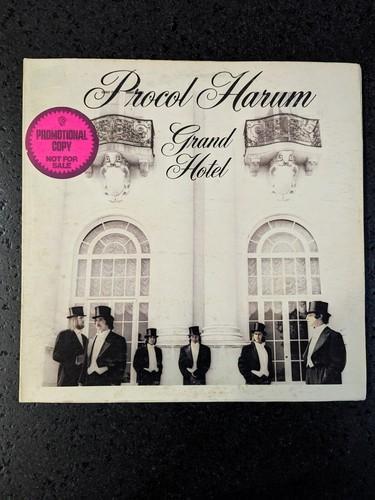 Procol Harum
Grand
Hotel
PROMOTIONAL
COPY
NOT FOR
SALE